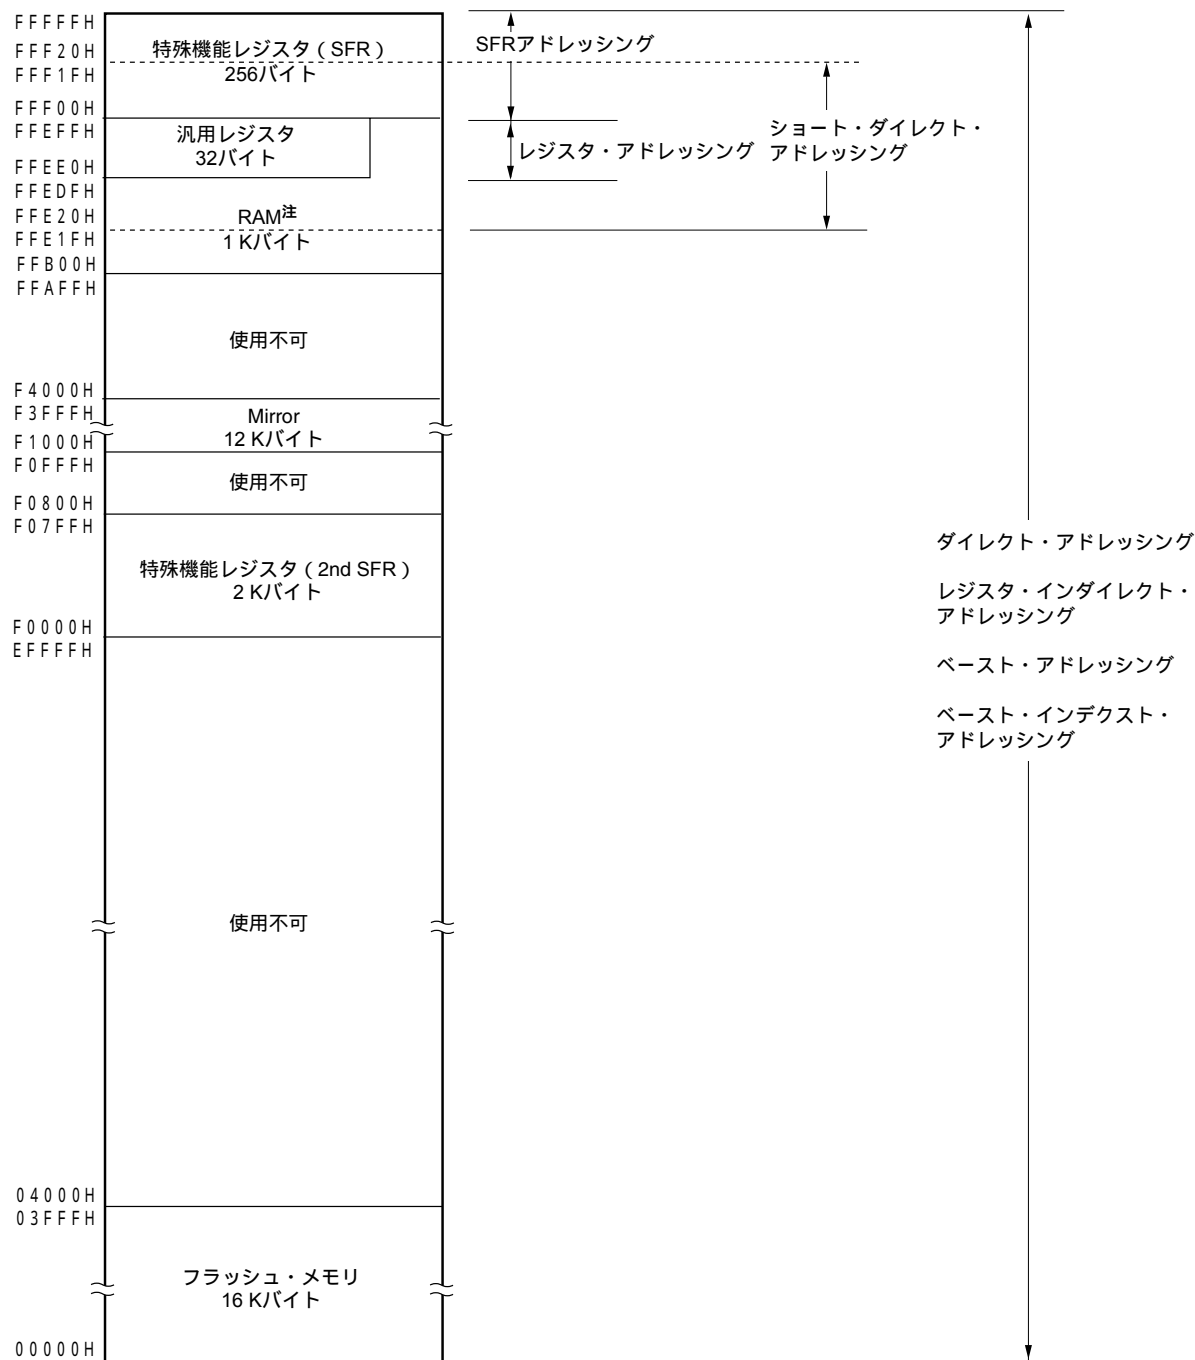 FFFFFH
FFF20H
FFF1FH
FFF00H
FFEFFH
FFEE0H
FFEDFH
FFE20H
FFE1FH
FFB00H
FFAFFH
F4000H
F3FFFH
F1000H
F0FFFH
F0800H
F07FFH
F0000H
EFFFFH
04000H
03FFFH
00000H
特殊機能レジスタ(SFR)
256バイト
汎用レジスタ
32バイト
RAM注
1 Kバイト
使用不可
Mirror
12 Kバイト
使用不可
特殊機能レジスタ(2nd SFR)
2 Kバイト
使用不可
フラッシュ・メモリ
16 Kバイト
SFRアドレッシング
レジスタ・アドレッシング
ショート・ダイレクト・
アドレッシング
ダイレクト・アドレッシング
レジスタ・インダイレクト・
アドレッシング
ベースト・アドレッシング
ベースト・インデクスト・
アドレッシング